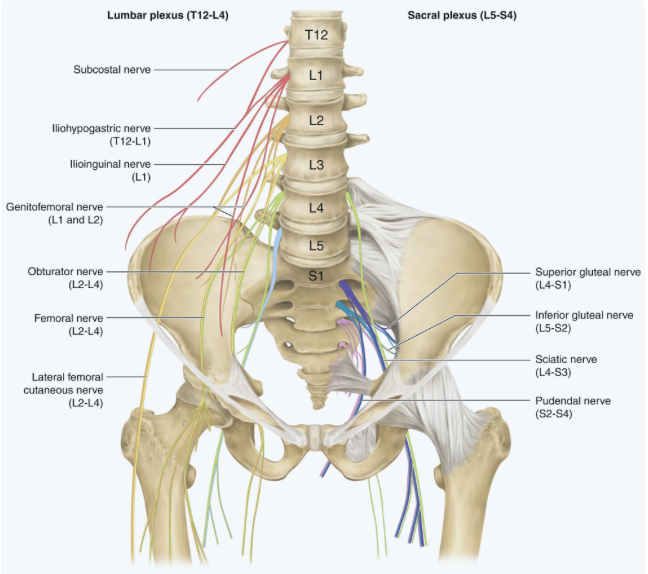 Lumbar plexus (T12-L4)
Sacral plexus (L5-S4)
T12
L1
L2
L3
L4
L5
S1
Subcostal nerve
Iliohypogastric nerve
(T12-L1)
Ilioinguinal nerve
(L1)
Genitofemoral nerve
(L1 and L2)
Obturator nerve
(L2-L4)
Femoral nerve
(L2-L4)
Lateral femoral
cutaneous nerve
(L2-L4)
Superior gluteal nerve
(L4-S1)
Inferior gluteal nerve
(L5-S2)
Sciatic nerve
(L4-S3)
Pudendal nerve
(S2-S4)